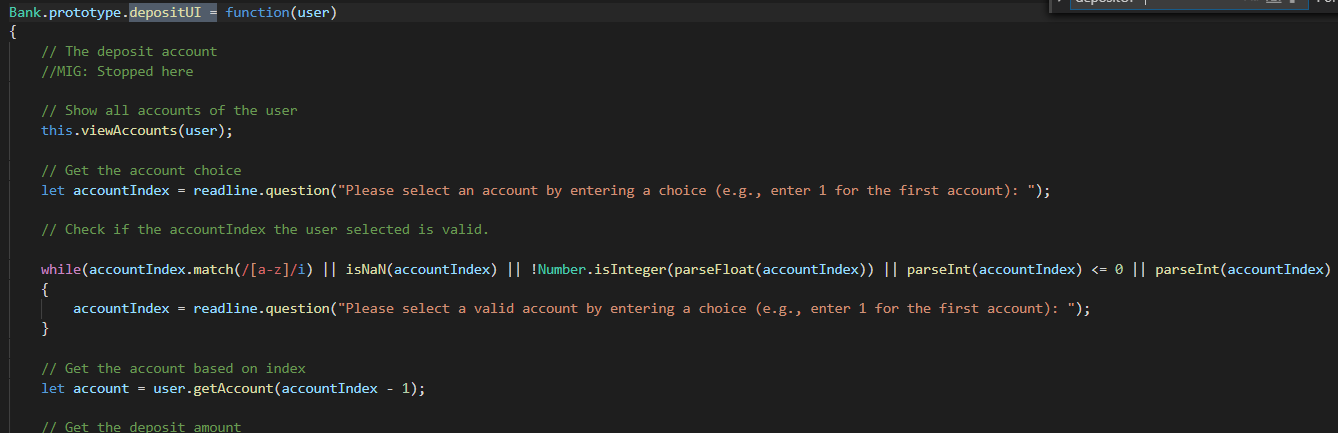 Bank.prototype.depositUI = function(user)
{
// The deposit account
//MIG: Stopped here
// Show all accounts of the user
this.viewAccounts(user);
// Get the account choice
let accountIndex = readline.question("Please select an account by entering a choice (e.g., enter 1 for the first account): ");
// Check if the accountIndex the user selected is valid.
while(accountIndex.match(/[a-z]/i) || isNaN(accountIndex) || !Number.isInteger(parseFloat(accountIndex)) || parseInt(accountIndex) <= 0 || parseInt(accountIndex)
{
accountIndex = readline.question("Please select a valid account by entering a choice (e.g., enter 1 for the first account): ");
}
// Get the account based on index
let account = user.getAccount(accountIndex - 1);
// Get the deposit amount